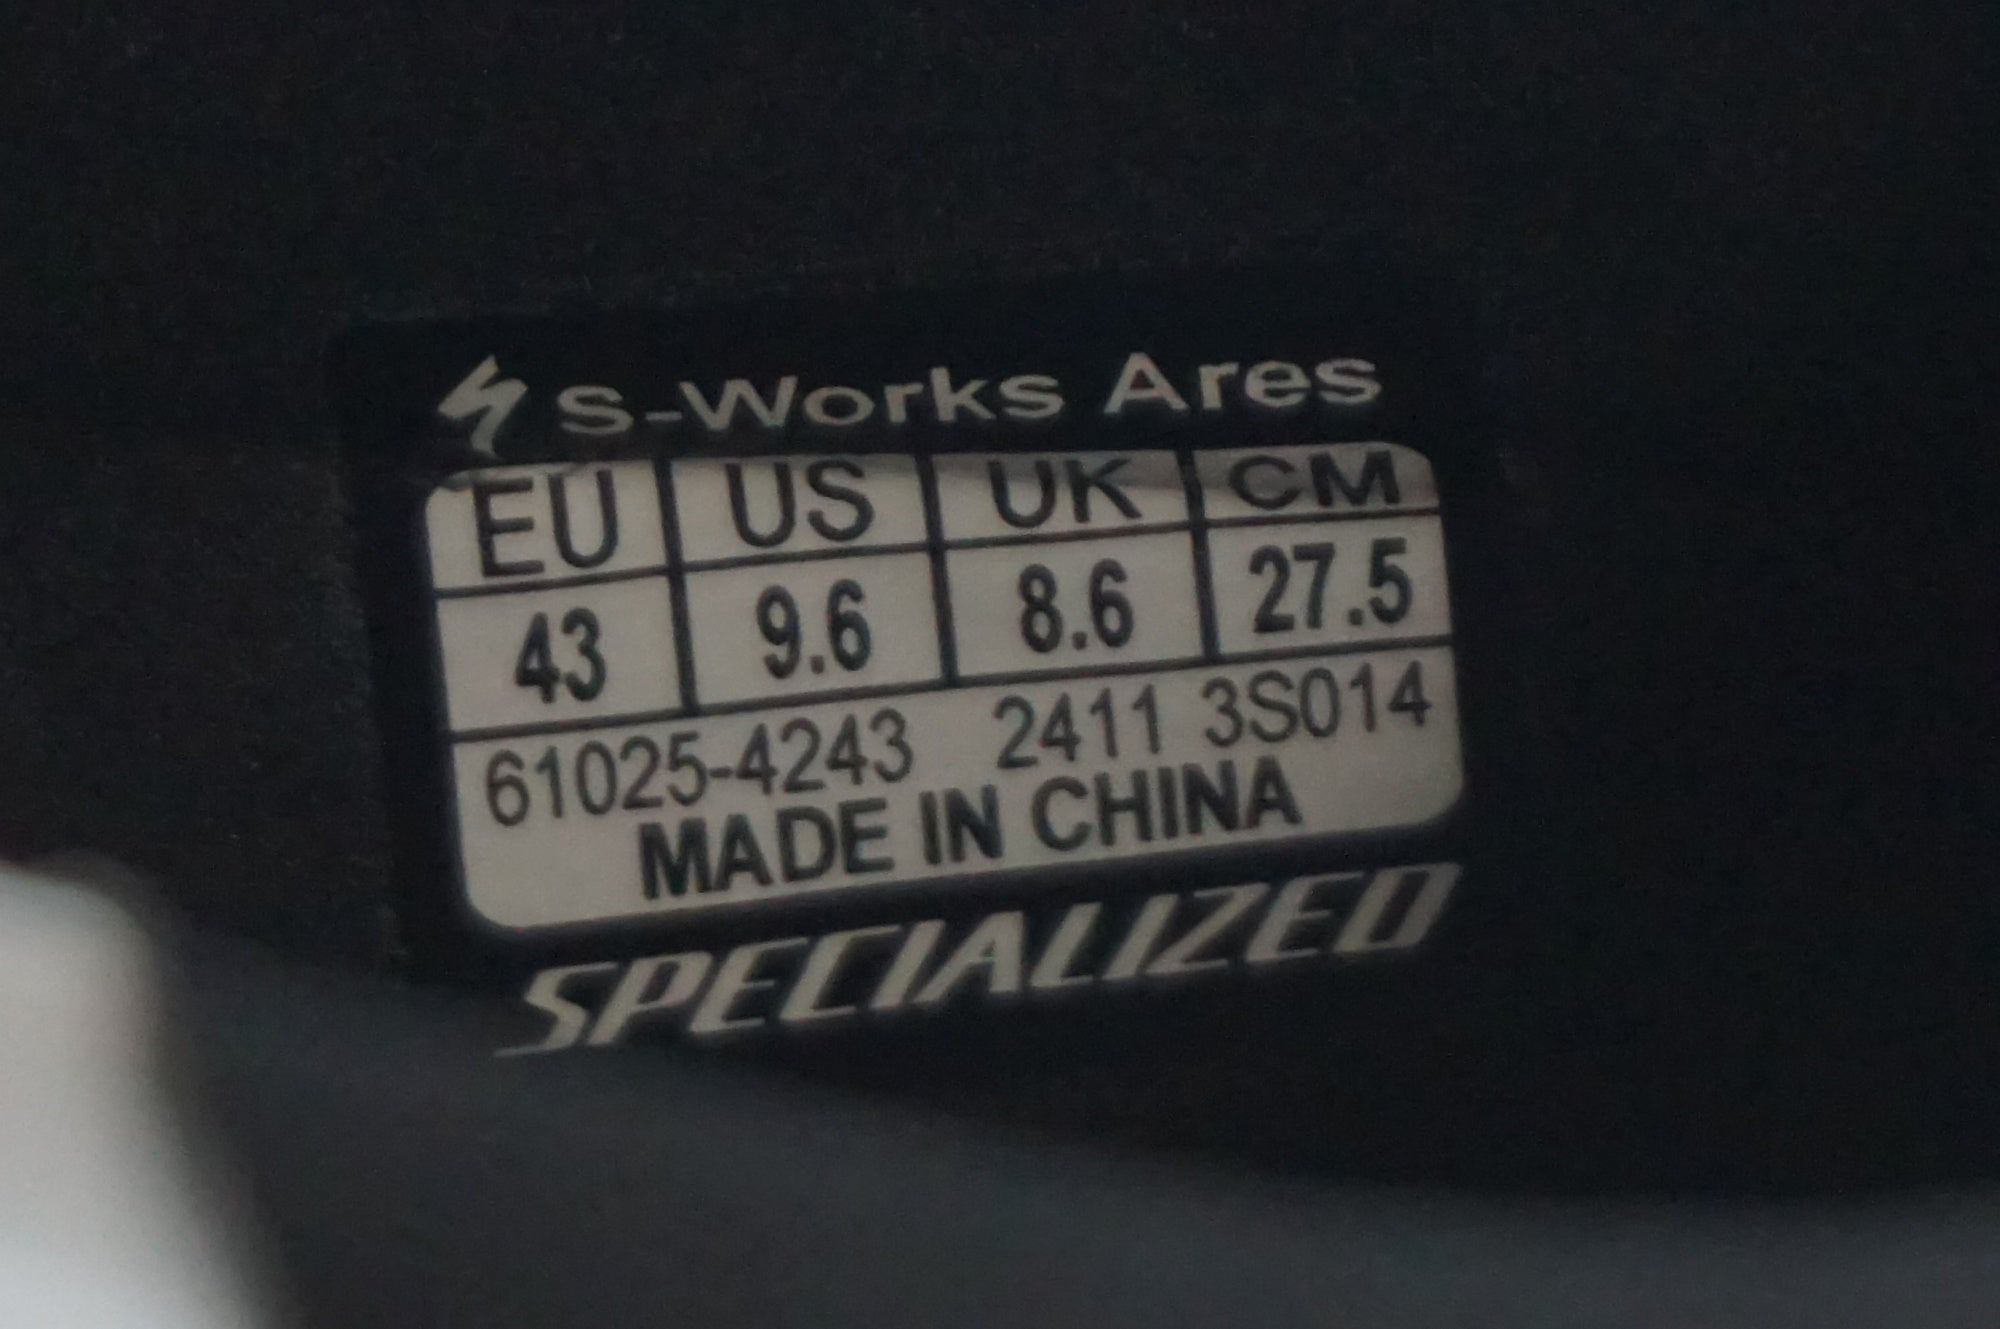 S-Works Ares
EU US UK CM
43 9.6 8.6 27.5
61025-4243 2411 3S014
MADE IN CHINA
SPECIALIZED